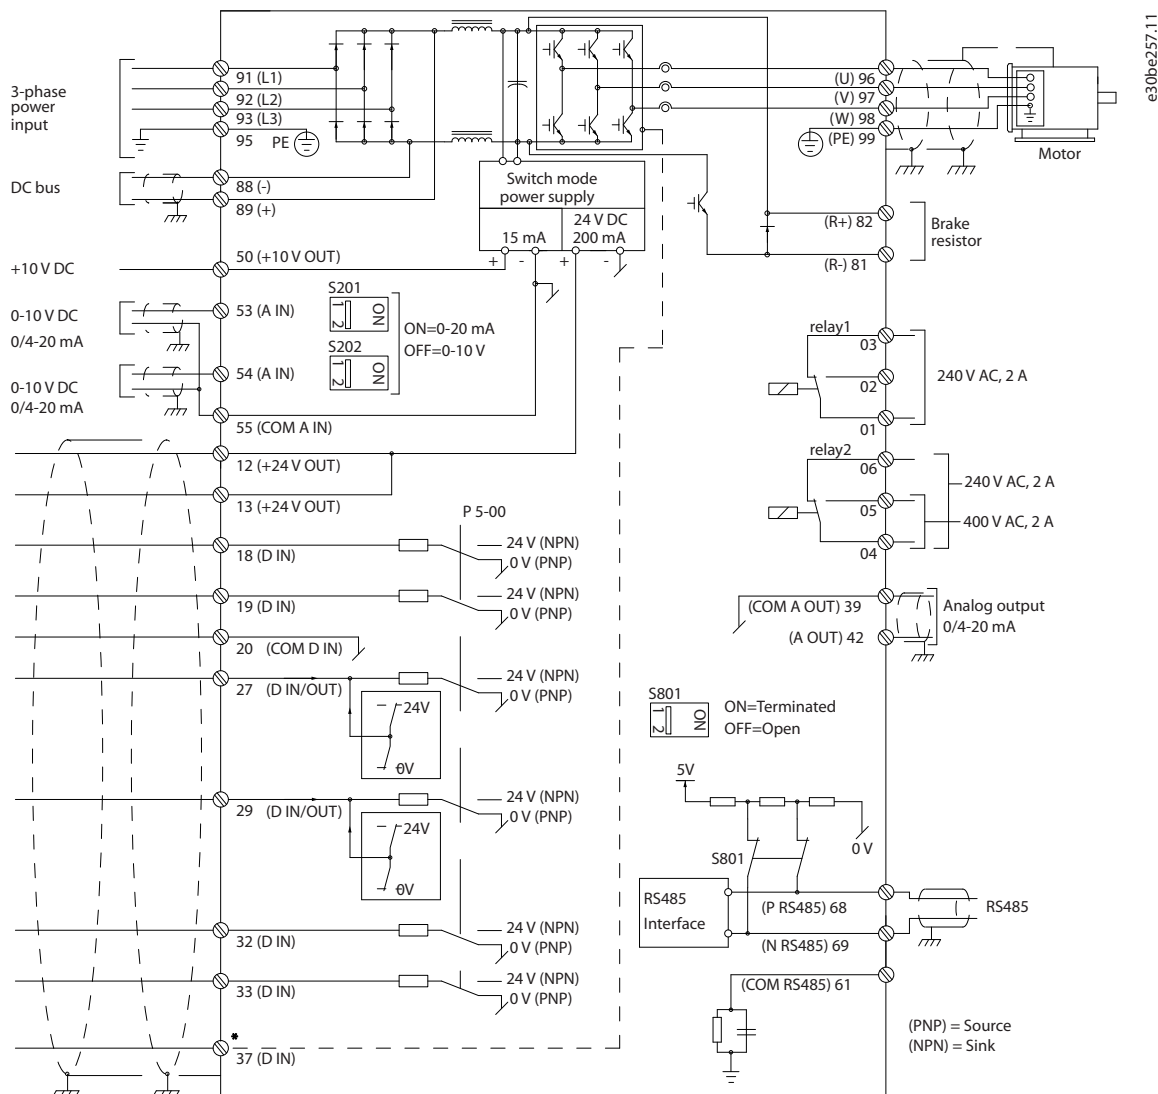 e30be257.11
3-phase
power
input
91 (L1)
92 (L2)
93 (L3)
95
PE
DC bus
88 (-)
89 (+)
+10 V DC
50 (+10 V OUT)
0-10 V DC
0/4-20 mA
53 (A IN)
0-10 V DC
0/4-20 mA
54 (A IN)
55 (COM A IN)
12 (+24 V OUT)
13 (+24 V OUT)
18 (D IN)
19 (D IN)
20 (COM D IN)
27 (D IN/OUT)
24V
0V
29 (D IN/OUT)
24V
0V
32 (D IN)
33 (D IN)
*
37 (D IN)
S201
1 2
ON
S202
1 2
ON
ON=0-20 mA
OFF=0-10 V
Switch mode
power supply
15 mA
24 V DC
200 mA
+ - + -
P 5-00
24 V (NPN)
0 V (PNP)
24 V (NPN)
0 V (PNP)
24 V (NPN)
0 V (PNP)
24 V (NPN)
0 V (PNP)
24 V (NPN)
0 V (PNP)
24 V (NPN)
0 V (PNP)
(U) 96
(V) 97
(W) 98
(PE) 99
Motor
(R+) 82
(R-) 81
Brake
resistor
relay1
03
02
01
240 V AC, 2 A
relay2
06
05
04
240 V AC, 2 A
400 V AC, 2 A
(COM A OUT) 39
(A OUT) 42
Analog output
0/4-20 mA
S801
1 2
ON
ON=Terminated
OFF=Open
5V
S801
0 V
RS485
Interface
(P RS485) 68
(N RS485) 69
RS485
(COM RS485) 61
(PNP) = Source
(NPN) = Sink